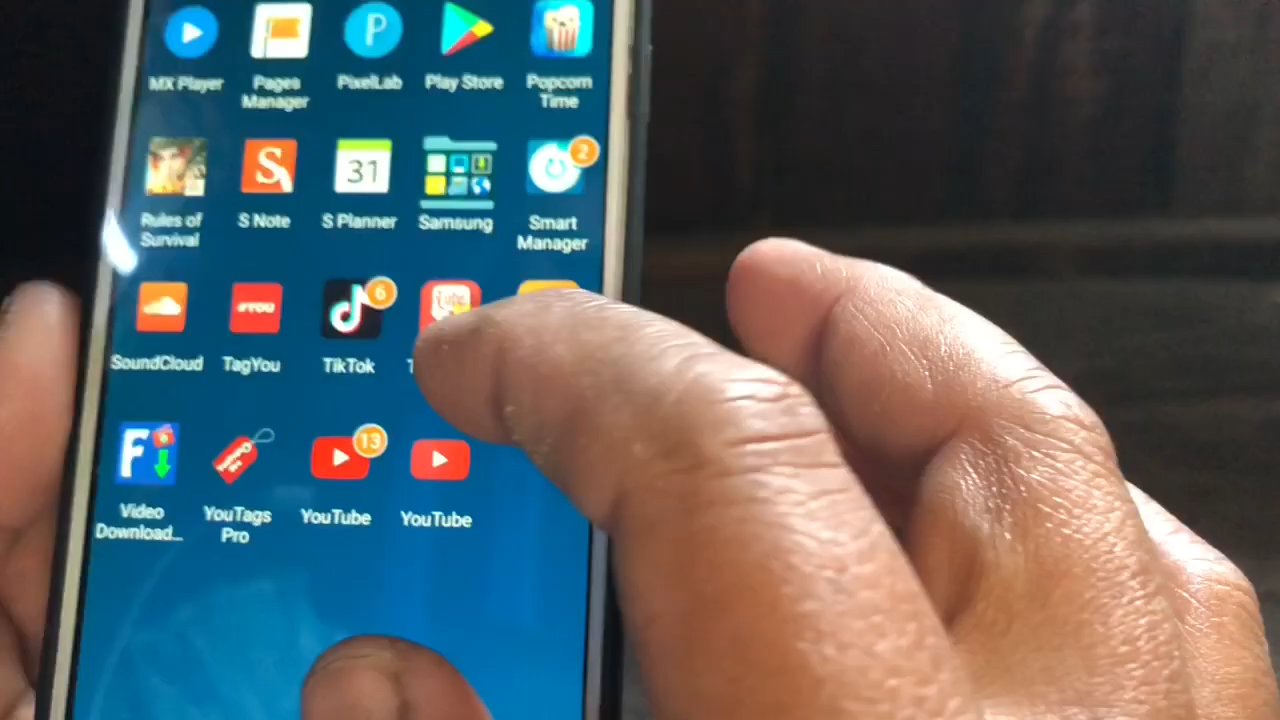 MX Player
Pages
Manager
PixelLab
Play Store
Popcorn
Time
2
31
Rules of
Survival
S Note
S Planner
Samsung
Smart
Manager
#YOU
6
SoundCloud
TagYou
TikTok
13
Video
Download...
YouTags
Pro
YouTube
YouTube